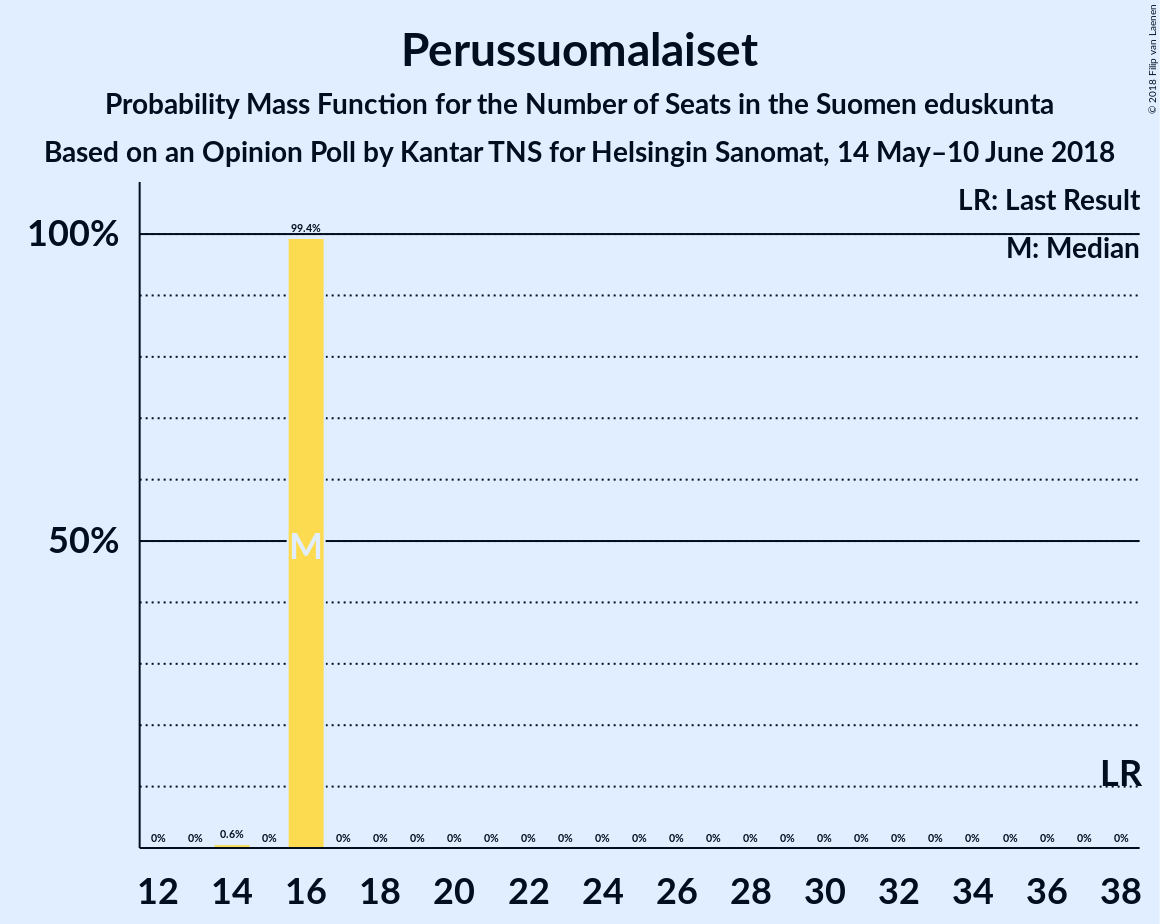 Perussuomalaiset
Probability Mass Function for the Number of Seats in the Suomen eduskunta
Based on an Opinion Poll by Kantar TNS for Helsingin Sanomat, 14 May–10 June 2018
© 2018 Filip van Laenen
LR: Last Result
M: Median
100%
50%
99.4%
M
LR
0% 0% 0.6% 0% 0% 0% 0% 0% 0% 0% 0% 0% 0% 0% 0% 0% 0% 0% 0% 0% 0% 0% 0% 0% 0% 0%
12 14 16 18 20 22 24 26 28 30 32 34 36 38